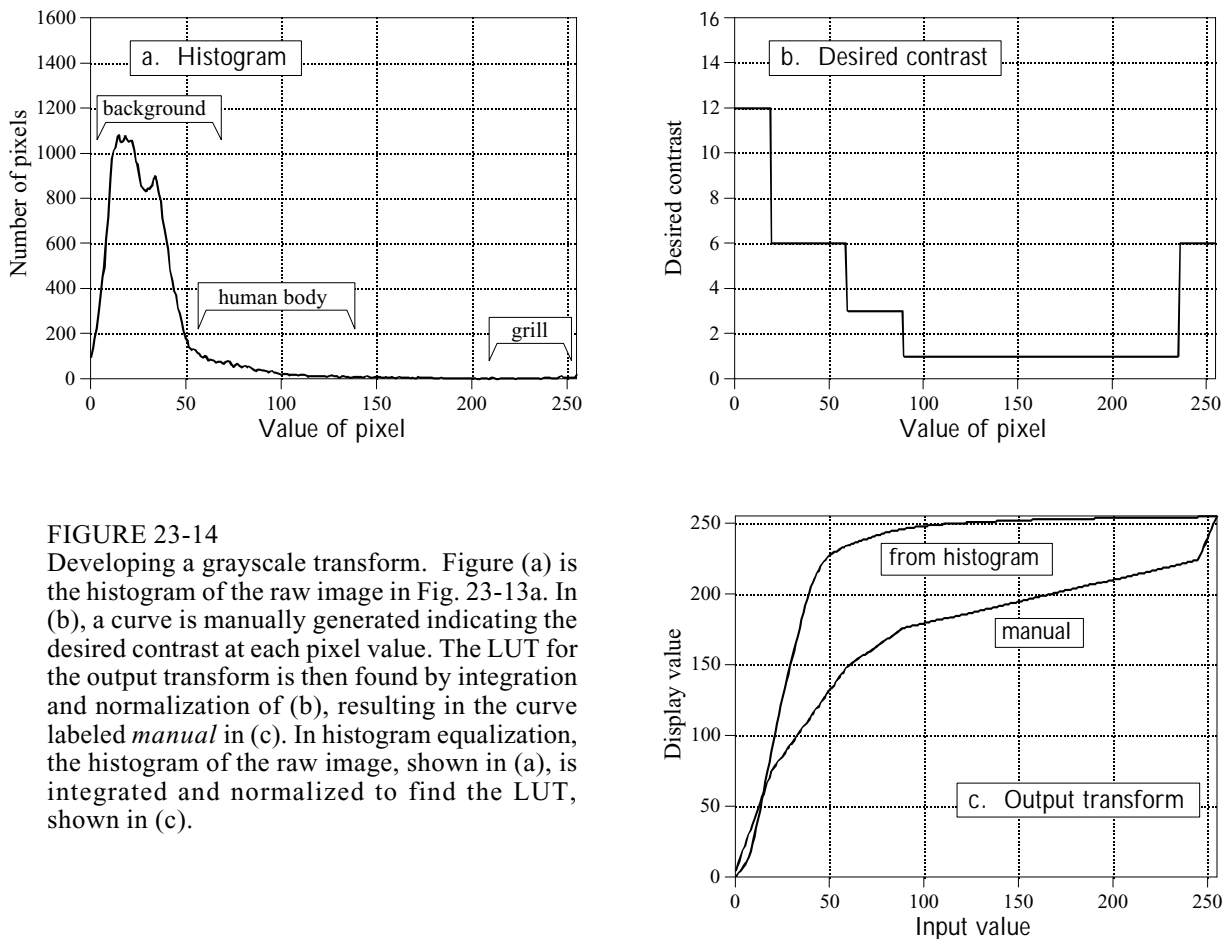 1600
1400
1200
1000
800
600
400
200
0
Number of pixels
a. Histogram
background
human body
grill
0 50 100 150 200 250
Value of pixel
16
14
12
10
8
6
4
2
0
Desired contrast
b. Desired contrast
0 50 100 150 200 250
Value of pixel
FIGURE 23-14
Developing a grayscale transform. Figure (a) is
the histogram of the raw image in Fig. 23-13a. In
(b), a curve is manually generated indicating the
desired contrast at each pixel value. The LUT for
the output transform is then found by integration
and normalization of (b), resulting in the curve
labeled manual in (c). In histogram equalization,
the histogram of the raw image, shown in (a), is
integrated and normalized to find the LUT,
shown in (c).
250
200
150
100
50
0
Display value
from histogram
manual
c. Output transform
0 50 100 150 200 250
Input value